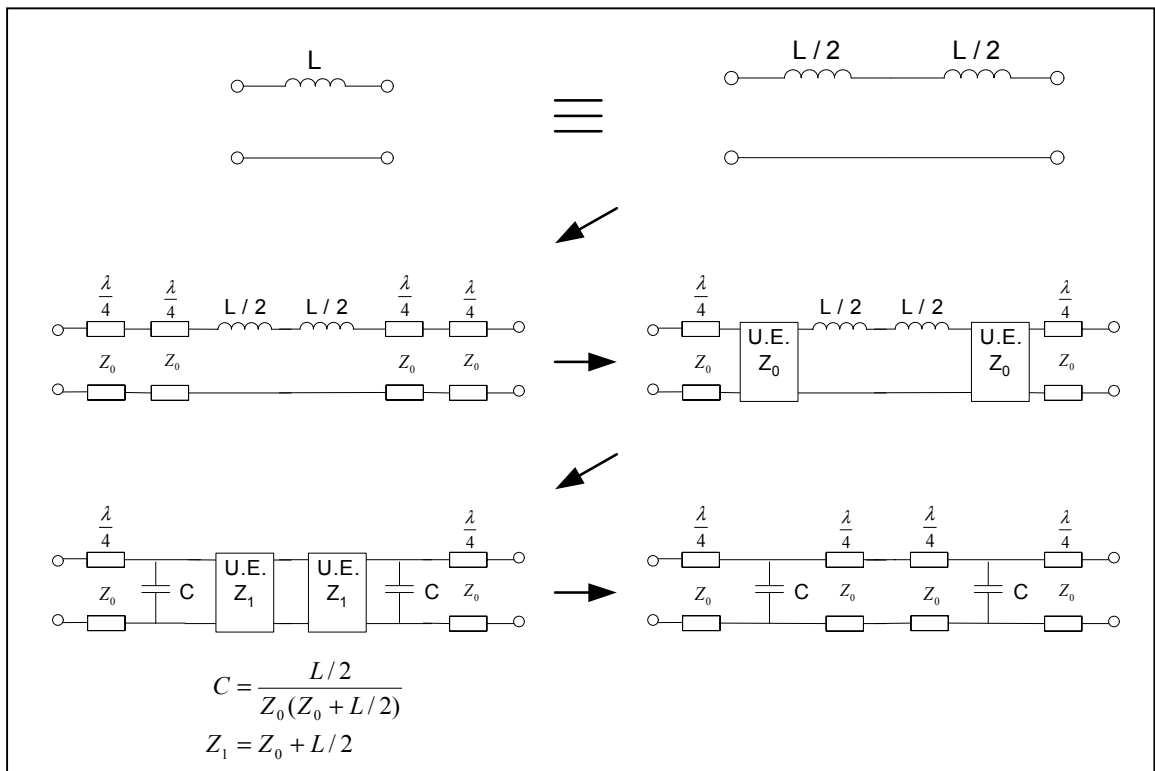 L
L / 2 L / 2
λ/4 λ/4 L / 2 L / 2 λ/4 λ/4
Z₀ Z₀ Z₀ Z₀
λ/4 L / 2 L / 2 λ/4
Z₀ U.E. Z₀ U.E. Z₀ Z₀
λ/4 λ/4
Z₀ C U.E. Z₁ U.E. Z₁ C Z₀
λ/4 λ/4 λ/4 λ/4
Z₀ C Z₀ Z₀ C Z₀
C = L/2 / Z₀(Z₀ + L/2)
Z₁ = Z₀ + L/2